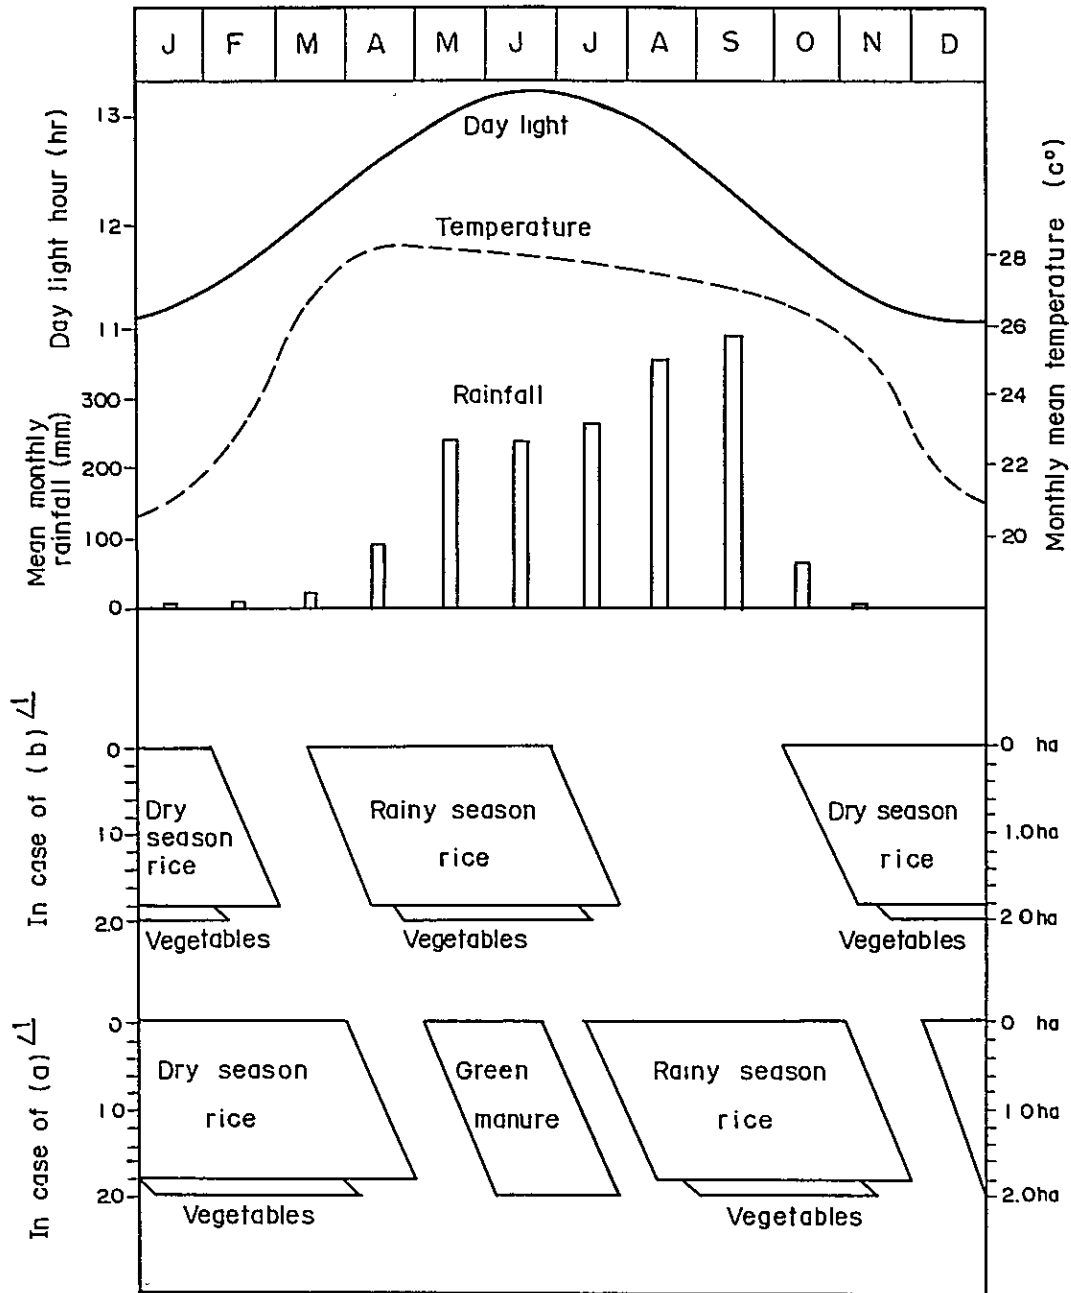 J F M A M J J A S O N D
Day light hour (hr)
13
12
11
Day light
Temperature
Rainfall
Mean monthly
rainfall (mm)
300
200
100
0
Monthly mean temperature (c°)
28
26
24
22
20
In case of (b) ∠1
0
10
20
Dry
season
rice
Vegetables
Rainy season
rice
Vegetables
Dry season
rice
Vegetables
0 ha
1.0ha
2 0ha
In case of (a) ∠1
0
10
20
Dry season
rice
Vegetables
Green
manure
Rainy season
rice
Vegetables
0 ha
1.0ha
2.0ha